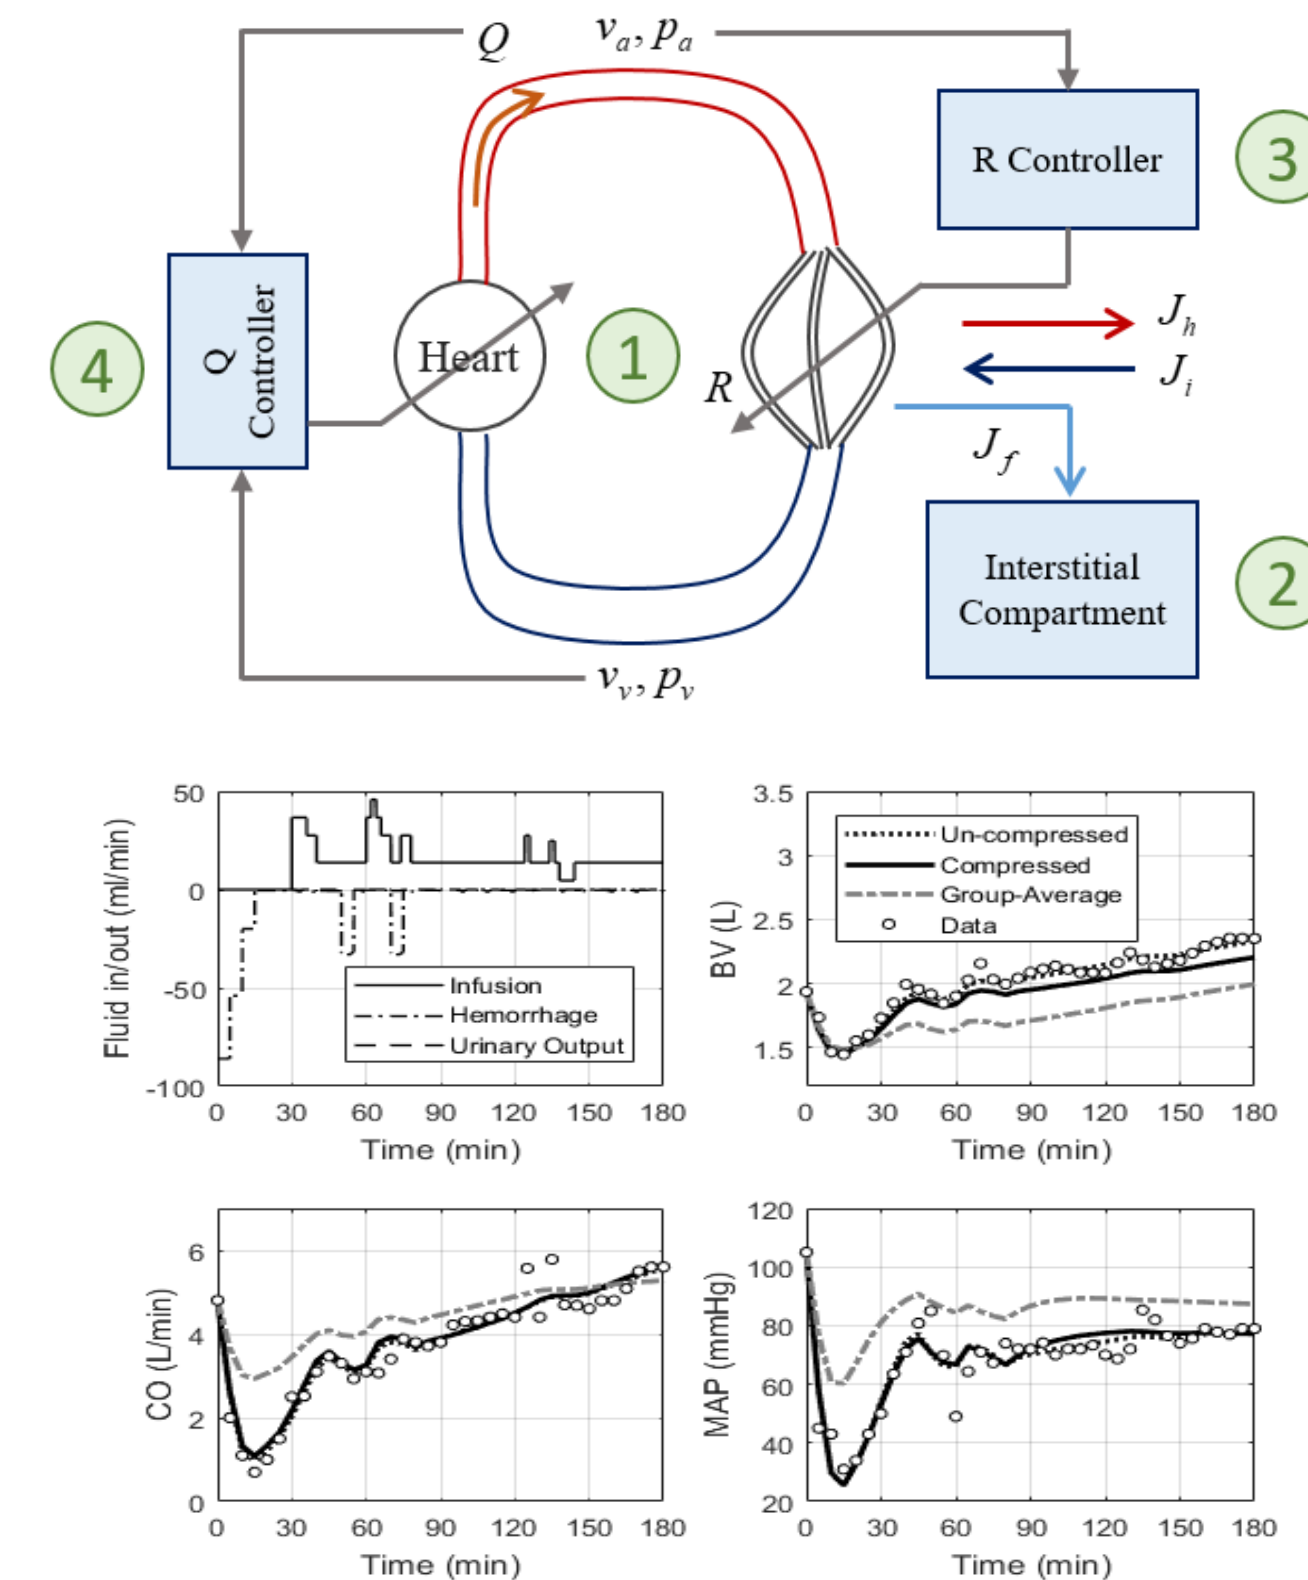 Q
vₐ, pₐ
R Controller
3
Q
Controller
4
Heart
1
R
J_h
J_i
J_f
Interstitial
Compartment
2
v_v, p_v
Fluid in/out (ml/min)
50
0
-50
-100
Infusion
Hemorrhage
Urinary Output
0 30 60 90 120 150 180
Time (min)
BV (L)
3.5
3
2.5
2
1.5
Un-compressed
Compressed
Group-Average
Data
0 30 60 90 120 150 180
Time (min)
CO (L/min)
6
4
2
0
0 30 60 90 120 150 180
Time (min)
MAP (mmHg)
120
100
80
60
40
20
0 30 60 90 120 150 180
Time (min)